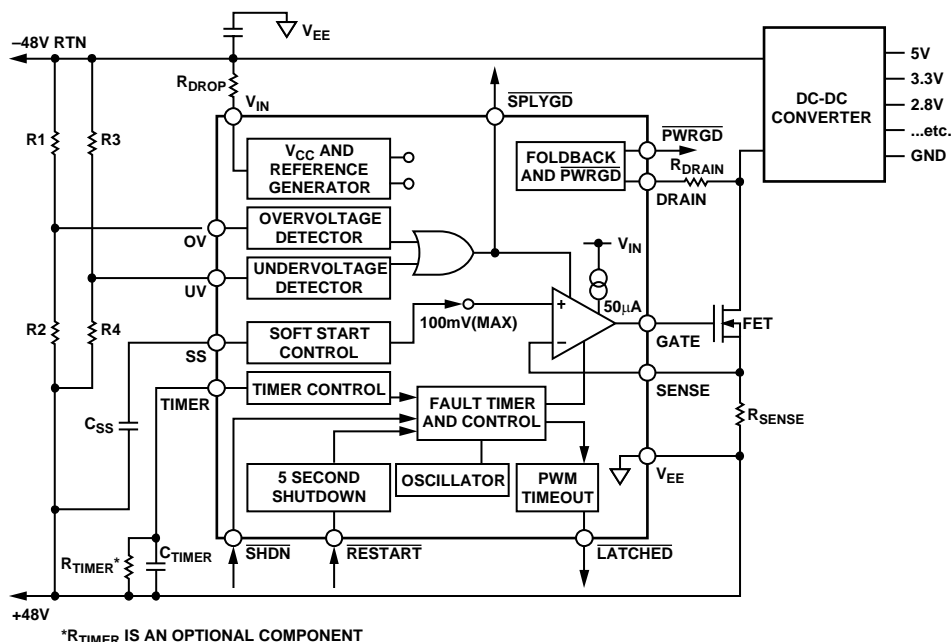 V_EE
–48V RTN
R_DROP
V_IN
SPLYGD
DC-DC
CONVERTER
5V
3.3V
2.8V
...etc.
GND
R1
R3
V_CC AND
REFERENCE
GENERATOR
FOLDBACK
AND PWRGD
PWRGD
R_DRAIN
DRAIN
OV
OVERVOLTAGE
DETECTOR
UV
UNDERVOLTAGE
DETECTOR
V_IN
50μA
+
–
100mV(MAX)
R2
R4
SS
SOFT START
CONTROL
GATE
FET
TIMER
TIMER CONTROL
SENSE
C_SS
FAULT TIMER
AND CONTROL
R_SENSE
5 SECOND
SHUTDOWN
OSCILLATOR
PWM
TIMEOUT
V_EE
R_TIMER*
C_TIMER
SHDN
RESTART
LATCHED
+48V
*R_TIMER IS AN OPTIONAL COMPONENT